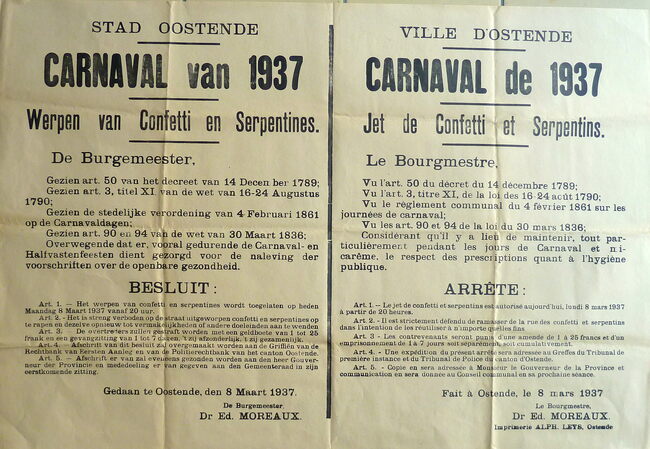 STAD OOSTENDE
CARNAVAL van 1937
Werpen van Confetti en Serpentines.
De Burgemeester,
Gezien art. 50 van het decreet van 14 December 1789;
Gezien art. 3, titel XI. van de wet van 16-24 Augustus
1790;
Gezien de stedelijke verordening van 4 Februari 1861
op de Carnavaldagen;
Gezien art. 90 en 94 van de wet van 30 Maart 1836;
Overwegende dat er, vooral gedurende de Carnaval- en
Halfvastenfeesten dient gezorgd voor de naleving der
voorschriften over de openbare gezondheid.
BESLUIT:
Art. 1. — Het werpen van confetti en serpentines wordt toegelaten op heden
Maandag 8 Maart 1937 vanaf 20 uur.
Art. 2. - Het is streng verboden op de straat uitgeworpen confetti en serpentines op
te rapen en dezelve opnieuw tot vermakelijkheden of andere doeleinden aan te wenden
Art. 3. - De overtreders zullen gestraft worden met een geldboete van 1 tot 25
frank en een gevangzitting van 1 tot 7 dagen, 't zij afzonderlijk, 't zij gezamenlijk.
Art. 4. — Afschrift van dit besluit zal overgemaakt worden aan de Griffiën van de
Rechtbank van Eersten Aanleg en van de Politierechtbank van het canton Oostende.
Art. 5. — Afschrift er van zal eveneens gezonden worden aan den heer Gouver-
neur der Provincie en mededeeling er van gegeven aan den Gemeenteraad in zijn
eerstkomende zitting.
Gedaan te Oostende, den 8 Maart 1937.
De Burgemeester,
Dr Ed. MOREAUX.
VILLE D'OSTENDE
CARNAVAL de 1937
Jet de Confetti et Serpentins.
Le Bourgmestre,
Vu l'art. 50 du décret du 14 décembre 1789;
Vu l'art. 3, titre XI, de la loi des 16-24 août 1790;
Vu le règlement communal du 4 février 1861 sur les
journées de carnaval;
Vu les art. 90 et 94 de la loi du 30 mars 1836;
Considérant qu'il y a lieu de maintenir, tout par-
ticulièrement pendant les jours de Carnaval et mi-
carême, le respect des prescriptions quant à l'hygiène
publique.
ARRÊTE:
Art. 1. — Le jet de confetti et serpentins est autorisé aujourd'hui, lundi 8 mars 1937
à partir de 20 heures.
Art. 2. — Il est strictement défendu de ramasser de la rue des confetti et serpentins
dans l'intention de les réutiliser à n'importe quelles fins.
Art. 3 - Les contrevenants seront punis d'une amende de 1 à 25 francs et d'un
emprisonnement de 1 à 7 jours soit séparément, soit cumulativement.
Art. 4. - Une expédition du présent arrêté sera adressée au Greffes du Tribunal de
première instance et du Tribunal de Police du canton d'Ostende.
Art. 5. - Copie en sera adressée à Monsieur le Gouverneur de la Province et
communication en sera donnée au Conseil communal en sa prochaine séance.
Fait à Ostende, le 8 mars 1937
Le Bourgmestre,
Dr Ed. MOREAUX.
Imprimerie ALPH. LEYS, Ostende